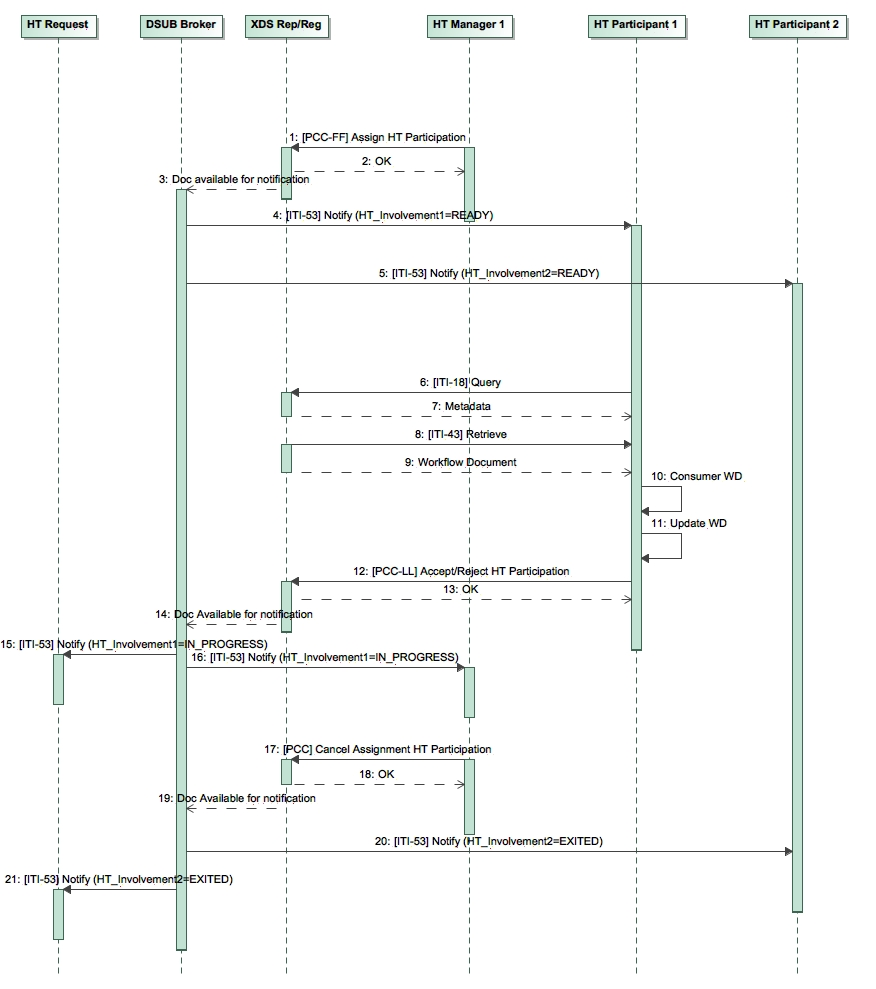 HT Request
DSUB Broker
XDS Rep/Reg
HT Manager 1
HT Participant 1
HT Participant 2
1: [PCC-FF] Assign HT Participation
2: OK
3: Doc available for notification
4: [ITI-53] Notify (HT_Involvement1=READY)
5: [ITI-53] Notify (HT_Involvement2=READY)
6: [ITI-18] Query
7: Metadata
8: [ITI-43] Retrieve
9: Workflow Document
10: Consumer WD
11: Update WD
12: [PCC-LL] Accept/Reject HT Participation
13: OK
14: Doc Available for notification
15: [ITI-53] Notify (HT_Involvement1=IN_PROGRESS)
16: [ITI-53] Notify (HT_Involvement1=IN_PROGRESS)
17: [PCC] Cancel Assignment HT Participation
18: OK
19: Doc Available for notification
20: [ITI-53] Notify (HT_Involvement2=EXITED)
21: [ITI-53] Notify (HT_Involvement2=EXITED)